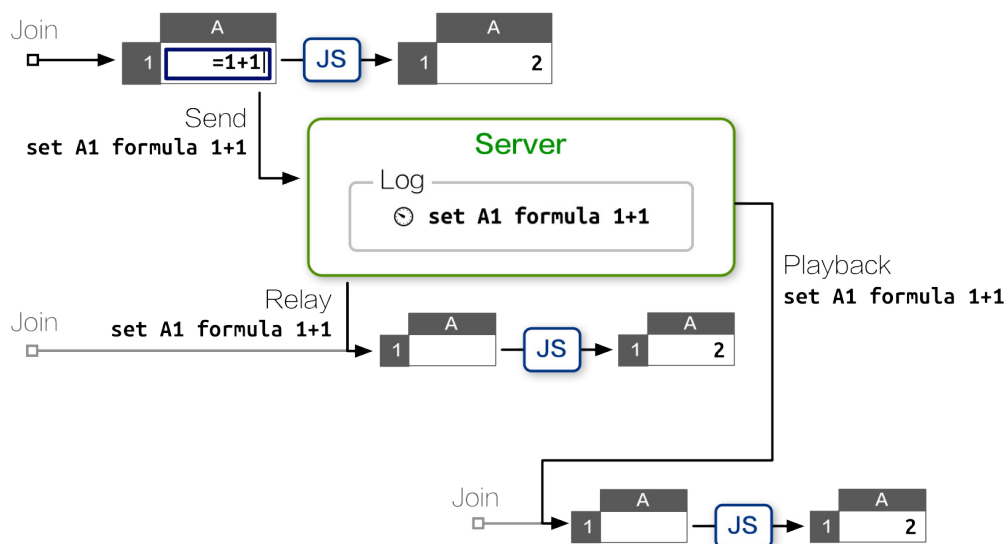 Join
A
A
1
=1+1
JS
1
2
Send
set A1 formula 1+1
Server
Log
set A1 formula 1+1
Playback
set A1 formula 1+1
Relay
set A1 formula 1+1
Join
A
A
1
JS
1
2
Join
A
A
1
JS
1
2